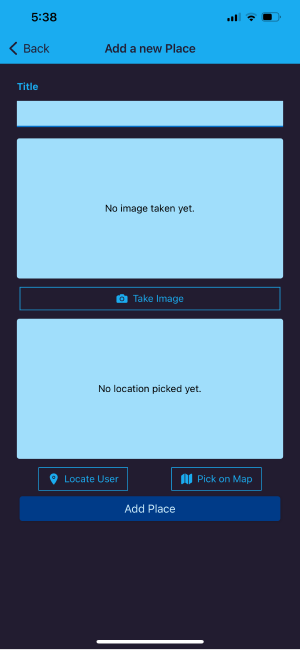 5:38
Back
Add a new Place
Title
No image taken yet.
Take Image
No location picked yet.
Locate User
Pick on Map
Add Place